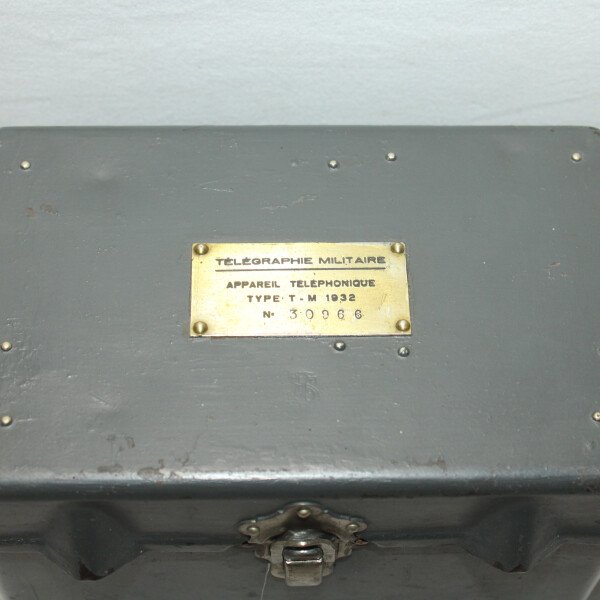 TÉLÉGRAPHIE MILITAIRE
APPAREIL TÉLÉPHONIQUE
TYPE T-M 1932
N° 30966